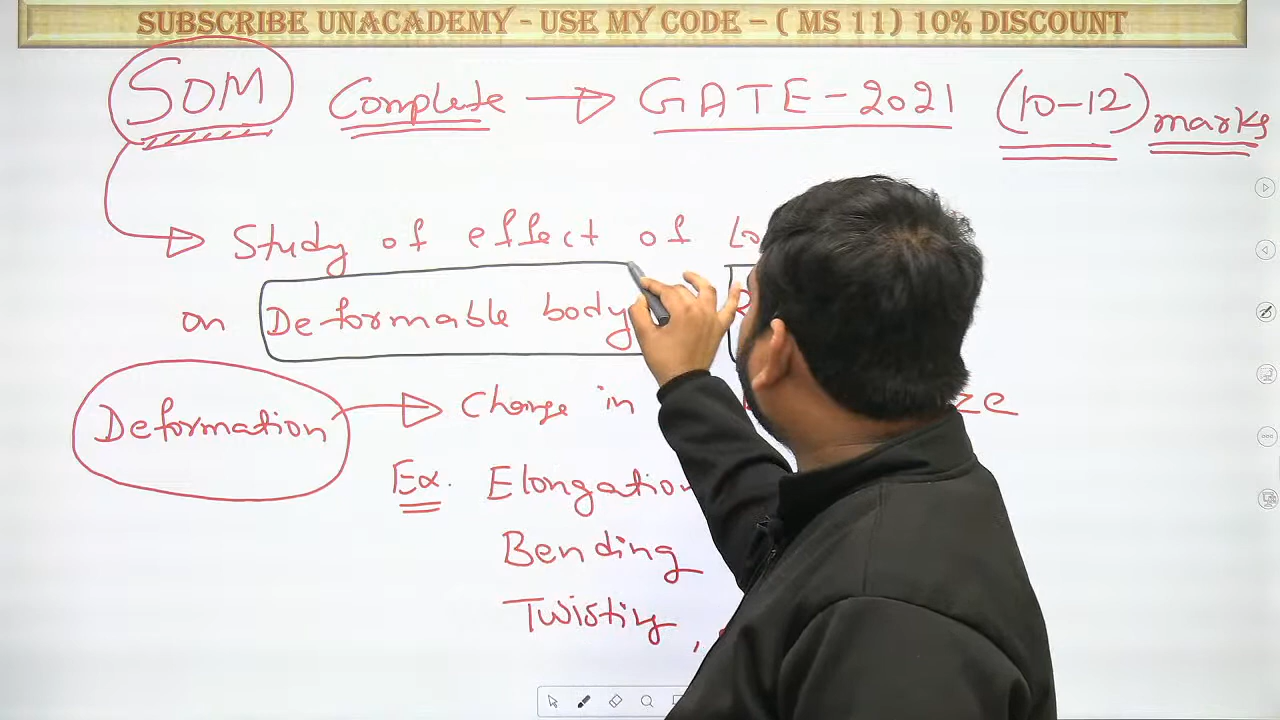 SUBSCRIBE UNACADEMY - USE MY CODE - ( MS 11) 10% DISCOUNT
SOM Complete → GATE-2021 (10-12) marks
→ Study of effect of
on Deformable body
Deformation → Change in
Ex. Elongation
Bending
Twisting,